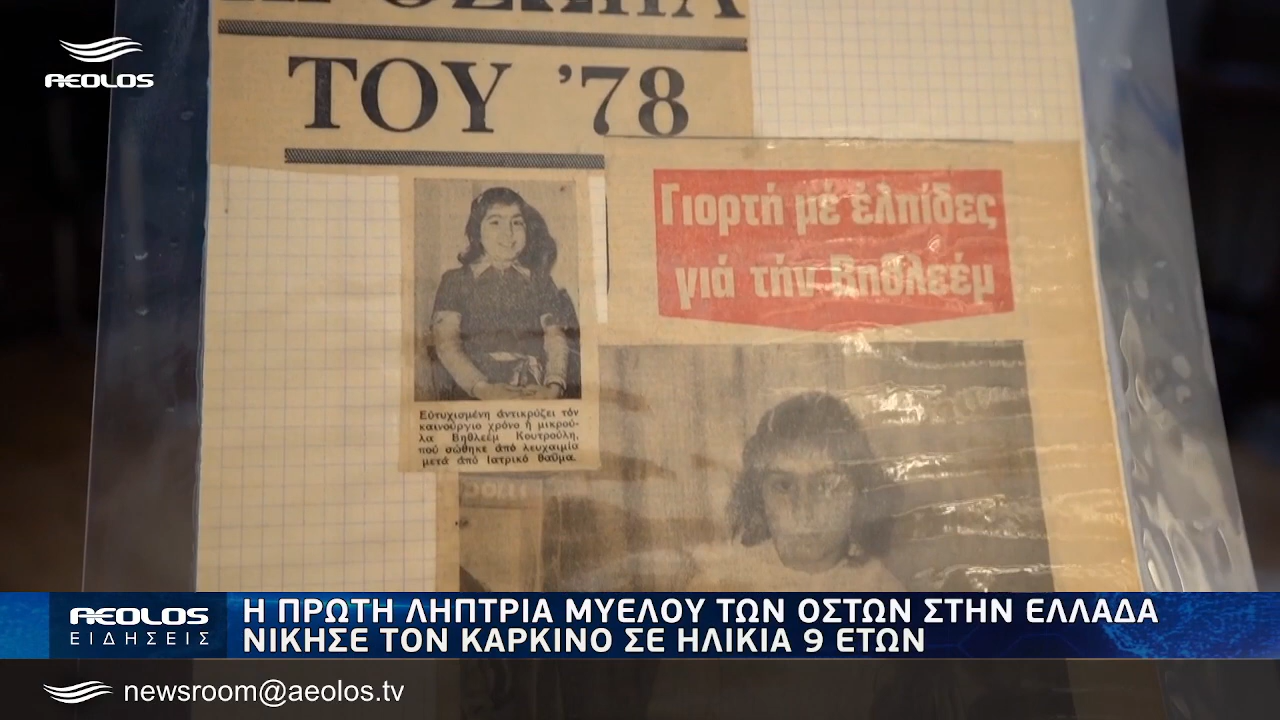 AEOLOS
ΤΟΥ '78
Γιορτή μέ ἐλπίδες
γιά τήν Βηθλεέμ
Εὐτυχισμένη ἀντικρύζει τόν
καινούργιο χρόνο ἡ μικρού-
λα Βηθλεέμ Κουτρούλη,
πού σώθηκε ἀπό λευχαιμία
μετά ἀπό Ιατρικό θαῦμα.
AEOLOS
ΕΙΔΗΣΕΙΣ
Η ΠΡΩΤΗ ΛΗΠΤΡΙΑ ΜΥΕΛΟΥ ΤΩΝ ΟΣΤΩΝ ΣΤΗΝ ΕΛΛΑΔΑ
ΝΙΚΗΣΕ ΤΟΝ ΚΑΡΚΙΝΟ ΣΕ ΗΛΙΚΙΑ 9 ΕΤΩΝ
newsroom@aeolos.tv